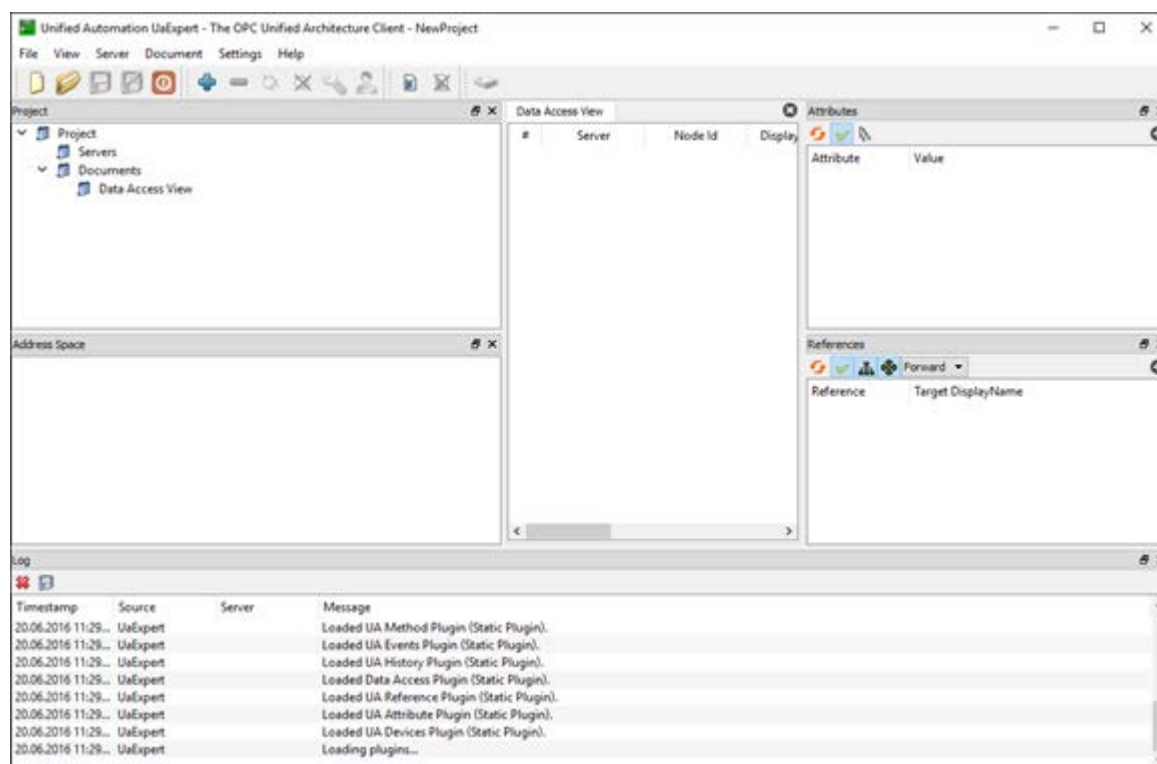 Unified Automation UaExpert - The OPC Unified Architecture Client - NewProject
File View Server Document Settings Help
Project
Project
Servers
Documents
Data Access View
Data Access View
# Server Node Id Display
Attributes
Attribute Value
Address Space
References
Forward
Reference Target DisplayName
Log
Timestamp Source Server Message
20.06.2016 11:29... UaExpert Loaded UA Method Plugin (Static Plugin).
20.06.2016 11:29... UaExpert Loaded UA Events Plugin (Static Plugin).
20.06.2016 11:29... UaExpert Loaded UA History Plugin (Static Plugin).
20.06.2016 11:29... UaExpert Loaded Data Access Plugin (Static Plugin).
20.06.2016 11:29... UaExpert Loaded UA Reference Plugin (Static Plugin).
20.06.2016 11:29... UaExpert Loaded UA Attribute Plugin (Static Plugin).
20.06.2016 11:29... UaExpert Loaded UA Devices Plugin (Static Plugin).
20.06.2016 11:29... UaExpert Loading plugins...